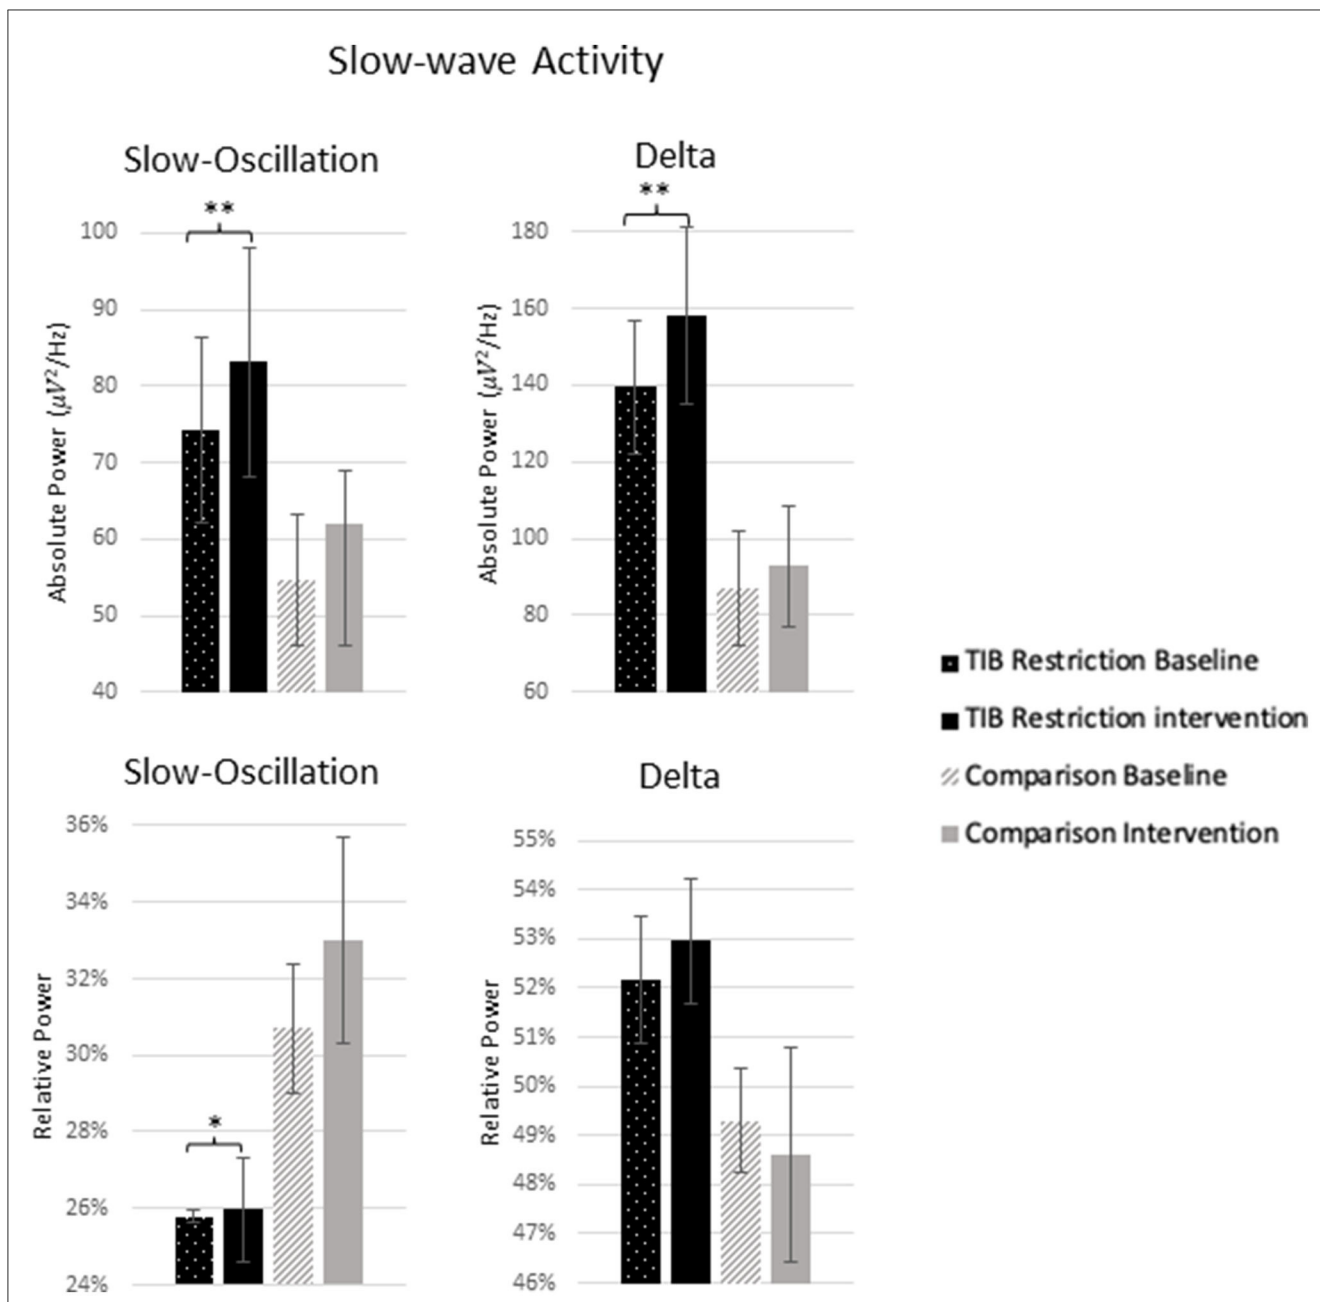 Slow-wave Activity
Slow-Oscillation
**
100
90
80
70
60
50
40
Absolute Power (µV²/Hz)
Delta
**
180
160
140
120
100
80
60
Absolute Power (µV²/Hz)
Slow-Oscillation
36%
34%
32%
30%
28%
26%
24%
*
Relative Power
Delta
55%
54%
53%
52%
51%
50%
49%
48%
47%
46%
Relative Power
TIB Restriction Baseline
TIB Restriction intervention
Comparison Baseline
Comparison Intervention